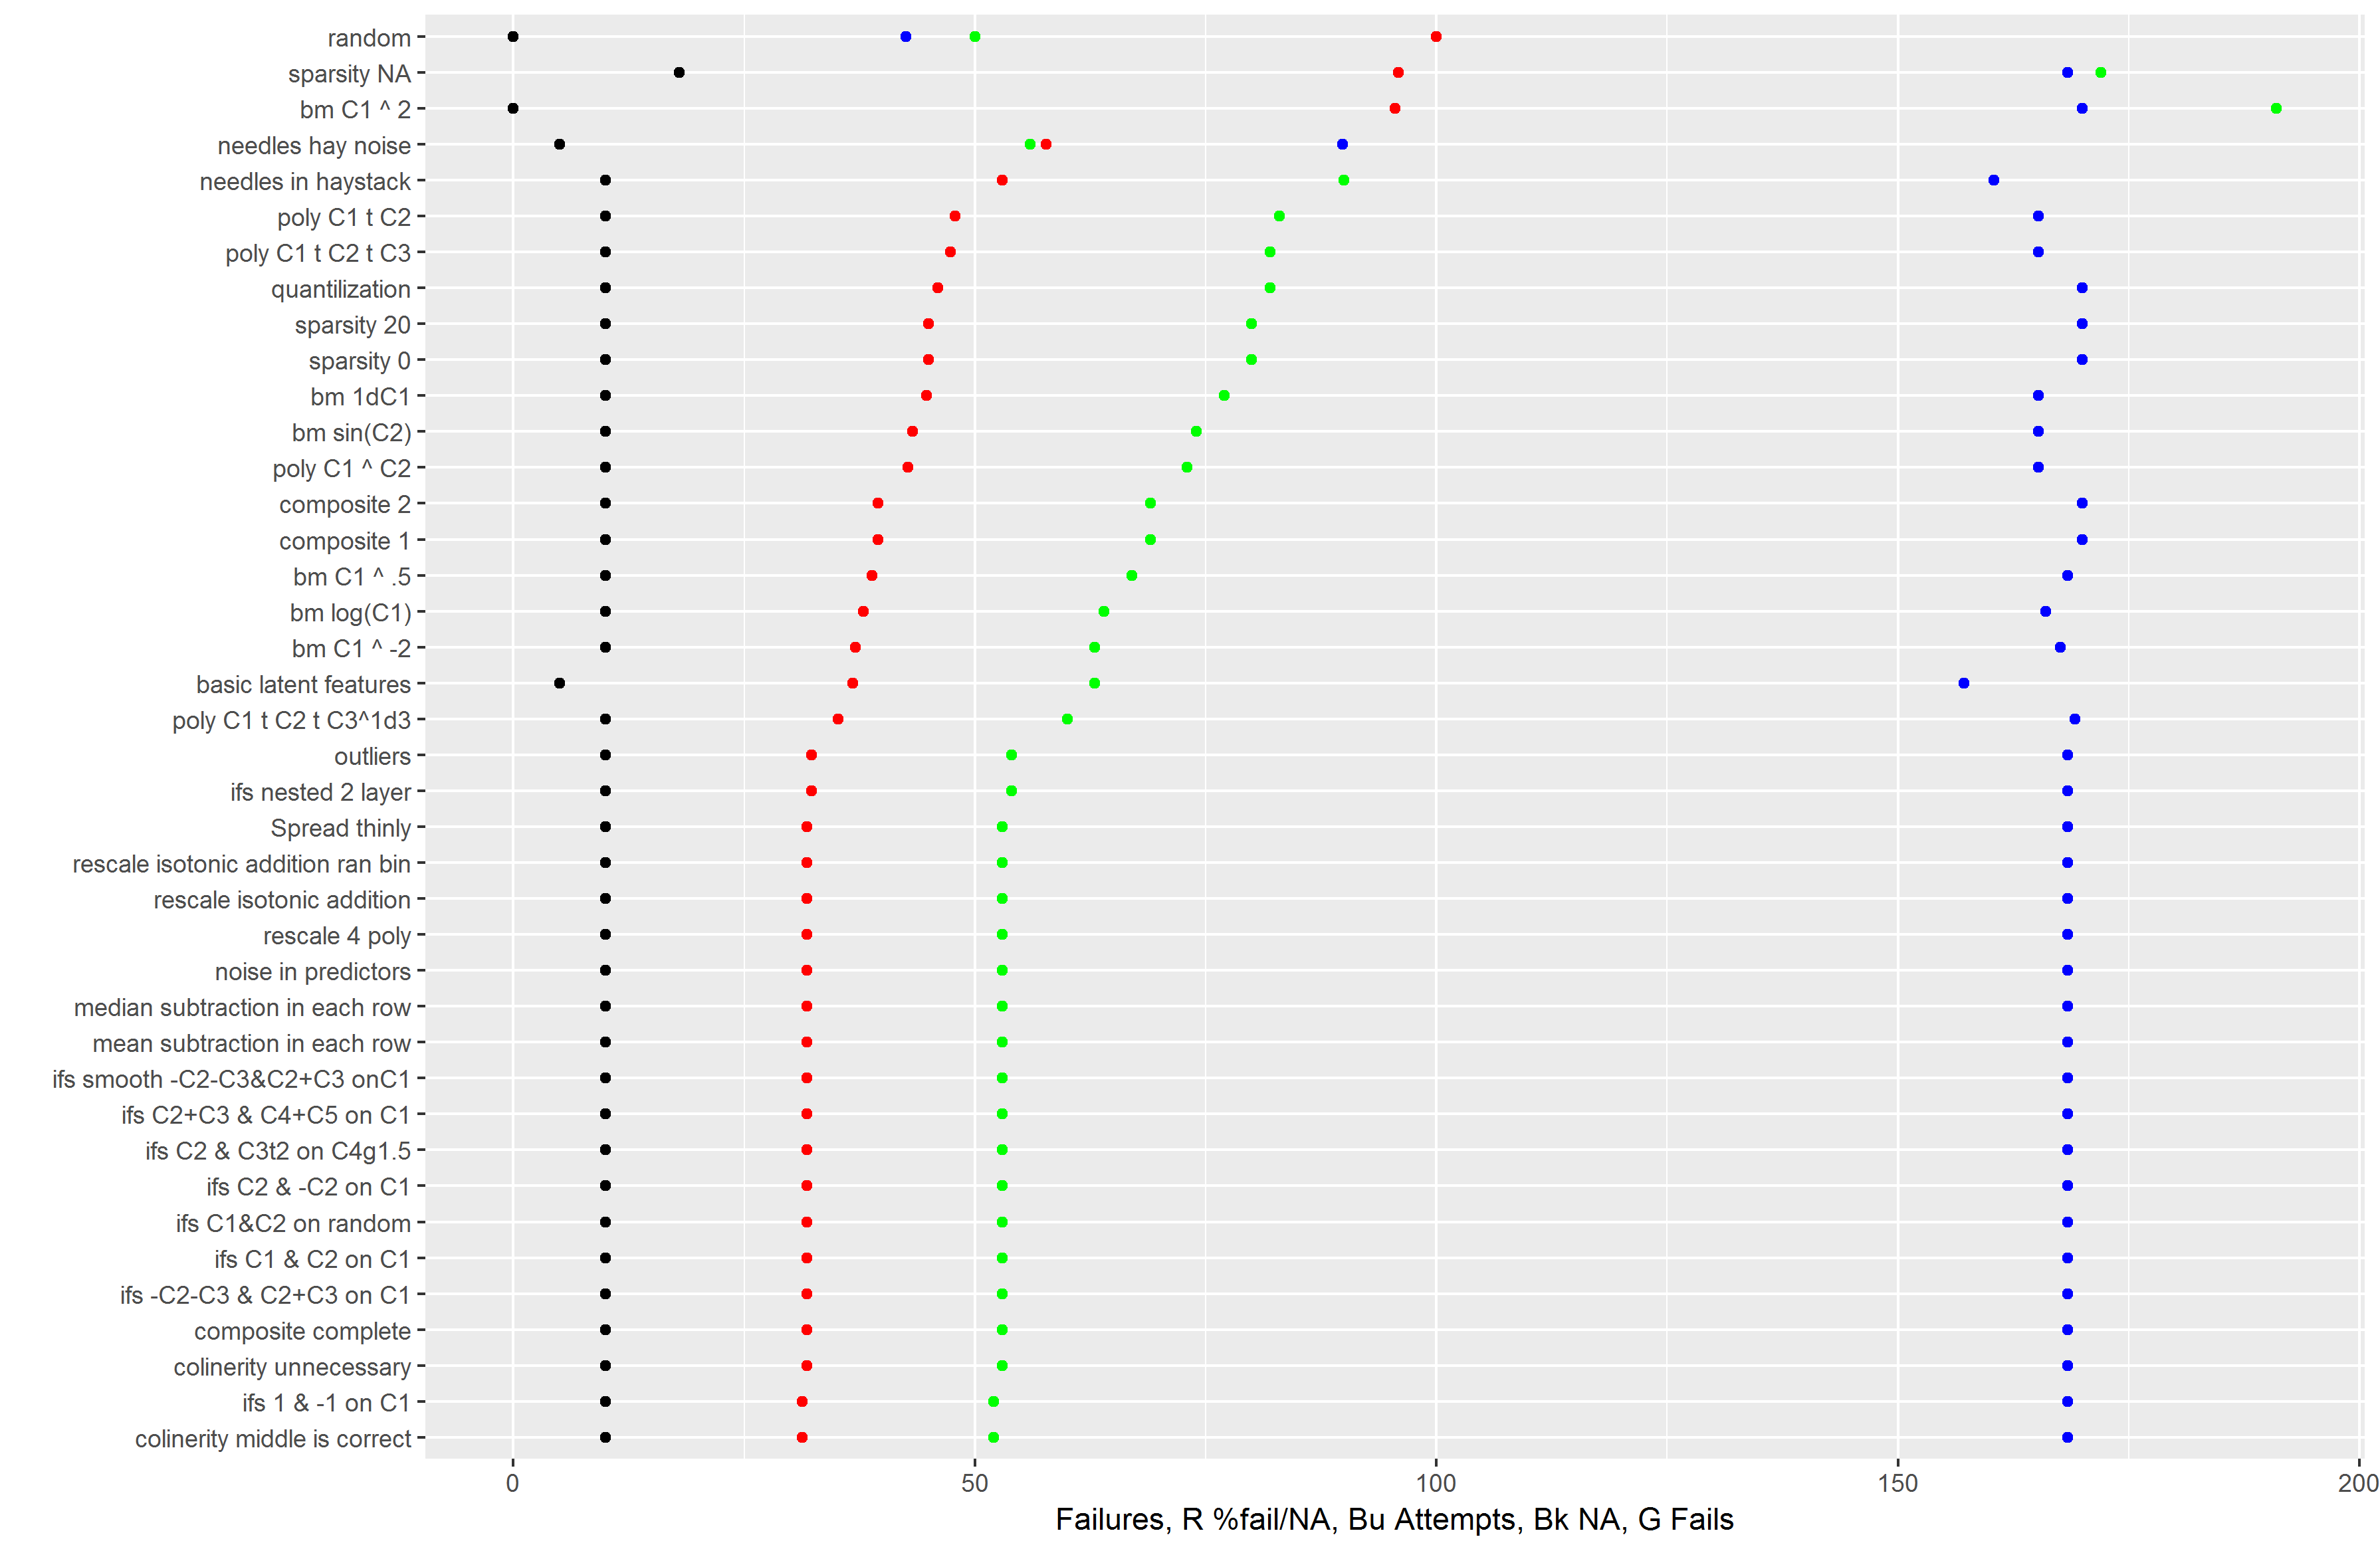 random
sparsity NA
bm C1 ^ 2
needles hay noise
needles in haystack
poly C1 t C2
poly C1 t C2 t C3
quantilization
sparsity 20
sparsity 0
bm 1dC1
bm sin(C2)
poly C1 ^ C2
composite 2
composite 1
bm C1 ^ .5
bm log(C1)
bm C1 ^ -2
basic latent features
poly C1 t C2 t C3^1d3
outliers
ifs nested 2 layer
Spread thinly
rescale isotonic addition ran bin
rescale isotonic addition
rescale 4 poly
noise in predictors
median subtraction in each row
mean subtraction in each row
ifs smooth -C2-C3&C2+C3 onC1
ifs C2+C3 & C4+C5 on C1
ifs C2 & C3t2 on C4g1.5
ifs C2 & -C2 on C1
ifs C1&C2 on random
ifs C1 & C2 on C1
ifs -C2-C3 & C2+C3 on C1
composite complete
colinerity unnecessary
ifs 1 & -1 on C1
colinerity middle is correct
0 50 100 150 200
Failures, R %fail/NA, Bu Attempts, Bk NA, G Fails